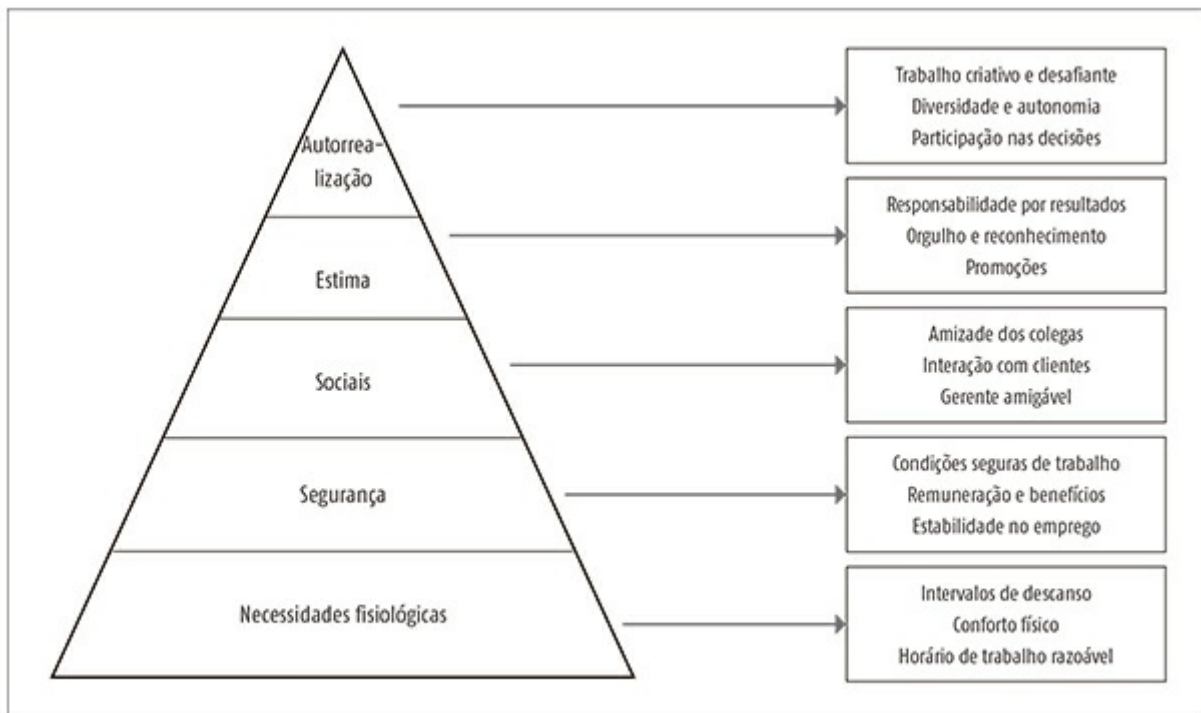 Autorrea-
lização
Trabalho criativo e desafiante
Diversidade e autonomia
Participação nas decisões
Estima
Responsabilidade por resultados
Orgulho e reconhecimento
Promoções
Sociais
Amizade dos colegas
Interação com clientes
Gerente amigável
Segurança
Condições seguras de trabalho
Remuneração e benefícios
Estabilidade no emprego
Necessidades fisiológicas
Intervalos de descanso
Conforto físico
Horário de trabalho razoável